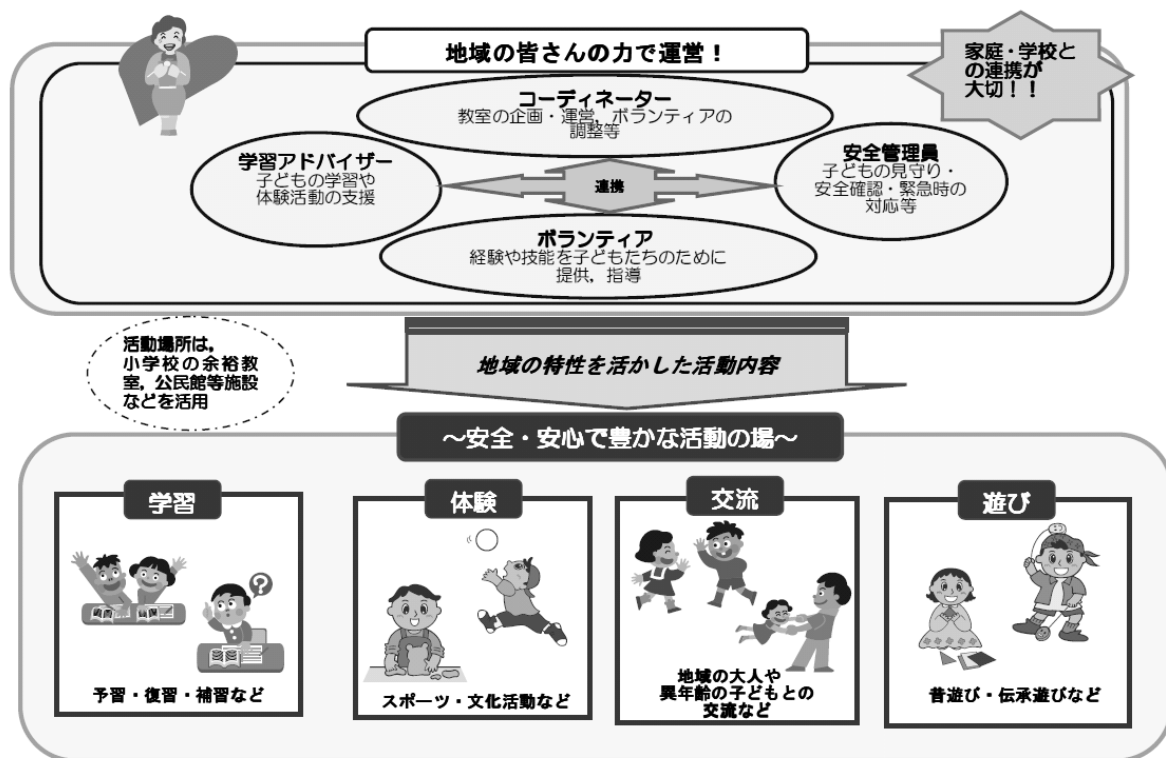 地域の皆さんの力で運営！
家庭・学校と
の連携が
大切！！
コーディネーター
教室の企画・運営，ボランティアの
調整等
学習アドバイザー
子どもの学習や
体験活動の支援
連携
安全管理員
子どもの見守り・
安全確認・緊急時の
対応等
ボランティア
経験や技能を子どもたちのために
提供，指導
活動場所は，
小学校の余裕教
室，公民館等施設
などを活用
地域の特性を活かした活動内容
～安全・安心で豊かな活動の場～
学習
予習・復習・補習など
体験
スポーツ・文化活動など
交流
地域の大人や
異年齢の子どもとの
交流など
遊び
昔遊び・伝承遊びなど